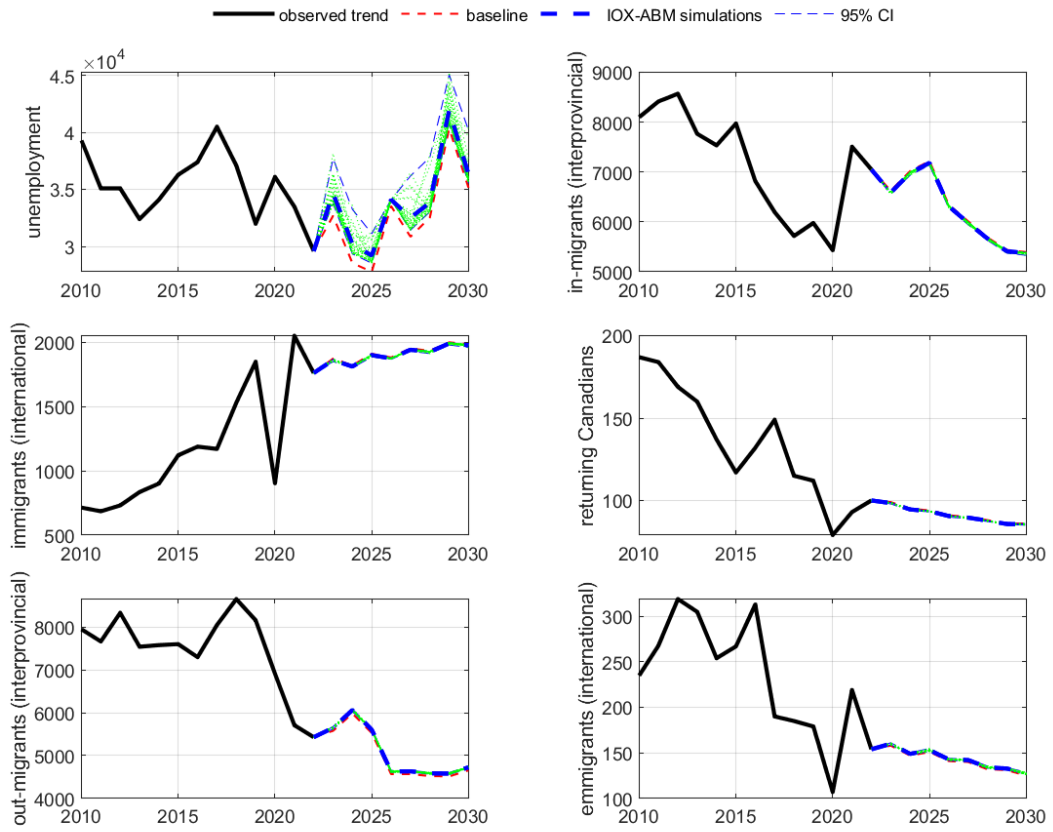 observed trend baseline IOX-ABM simulations 95% CI
×10⁴
unemployment
4.5
4
3.5
3
2010 2015 2020 2025 2030
in-migrants (interprovincial)
9000
8000
7000
6000
5000
2010 2015 2020 2025 2030
immigrants (international)
2000
1500
1000
500
2010 2015 2020 2025 2030
returning Canadians
200
150
100
2010 2015 2020 2025 2030
out-migrants (interprovincial)
8000
7000
6000
5000
4000
2010 2015 2020 2025 2030
emmigrants (international)
300
250
200
150
100
2010 2015 2020 2025 2030